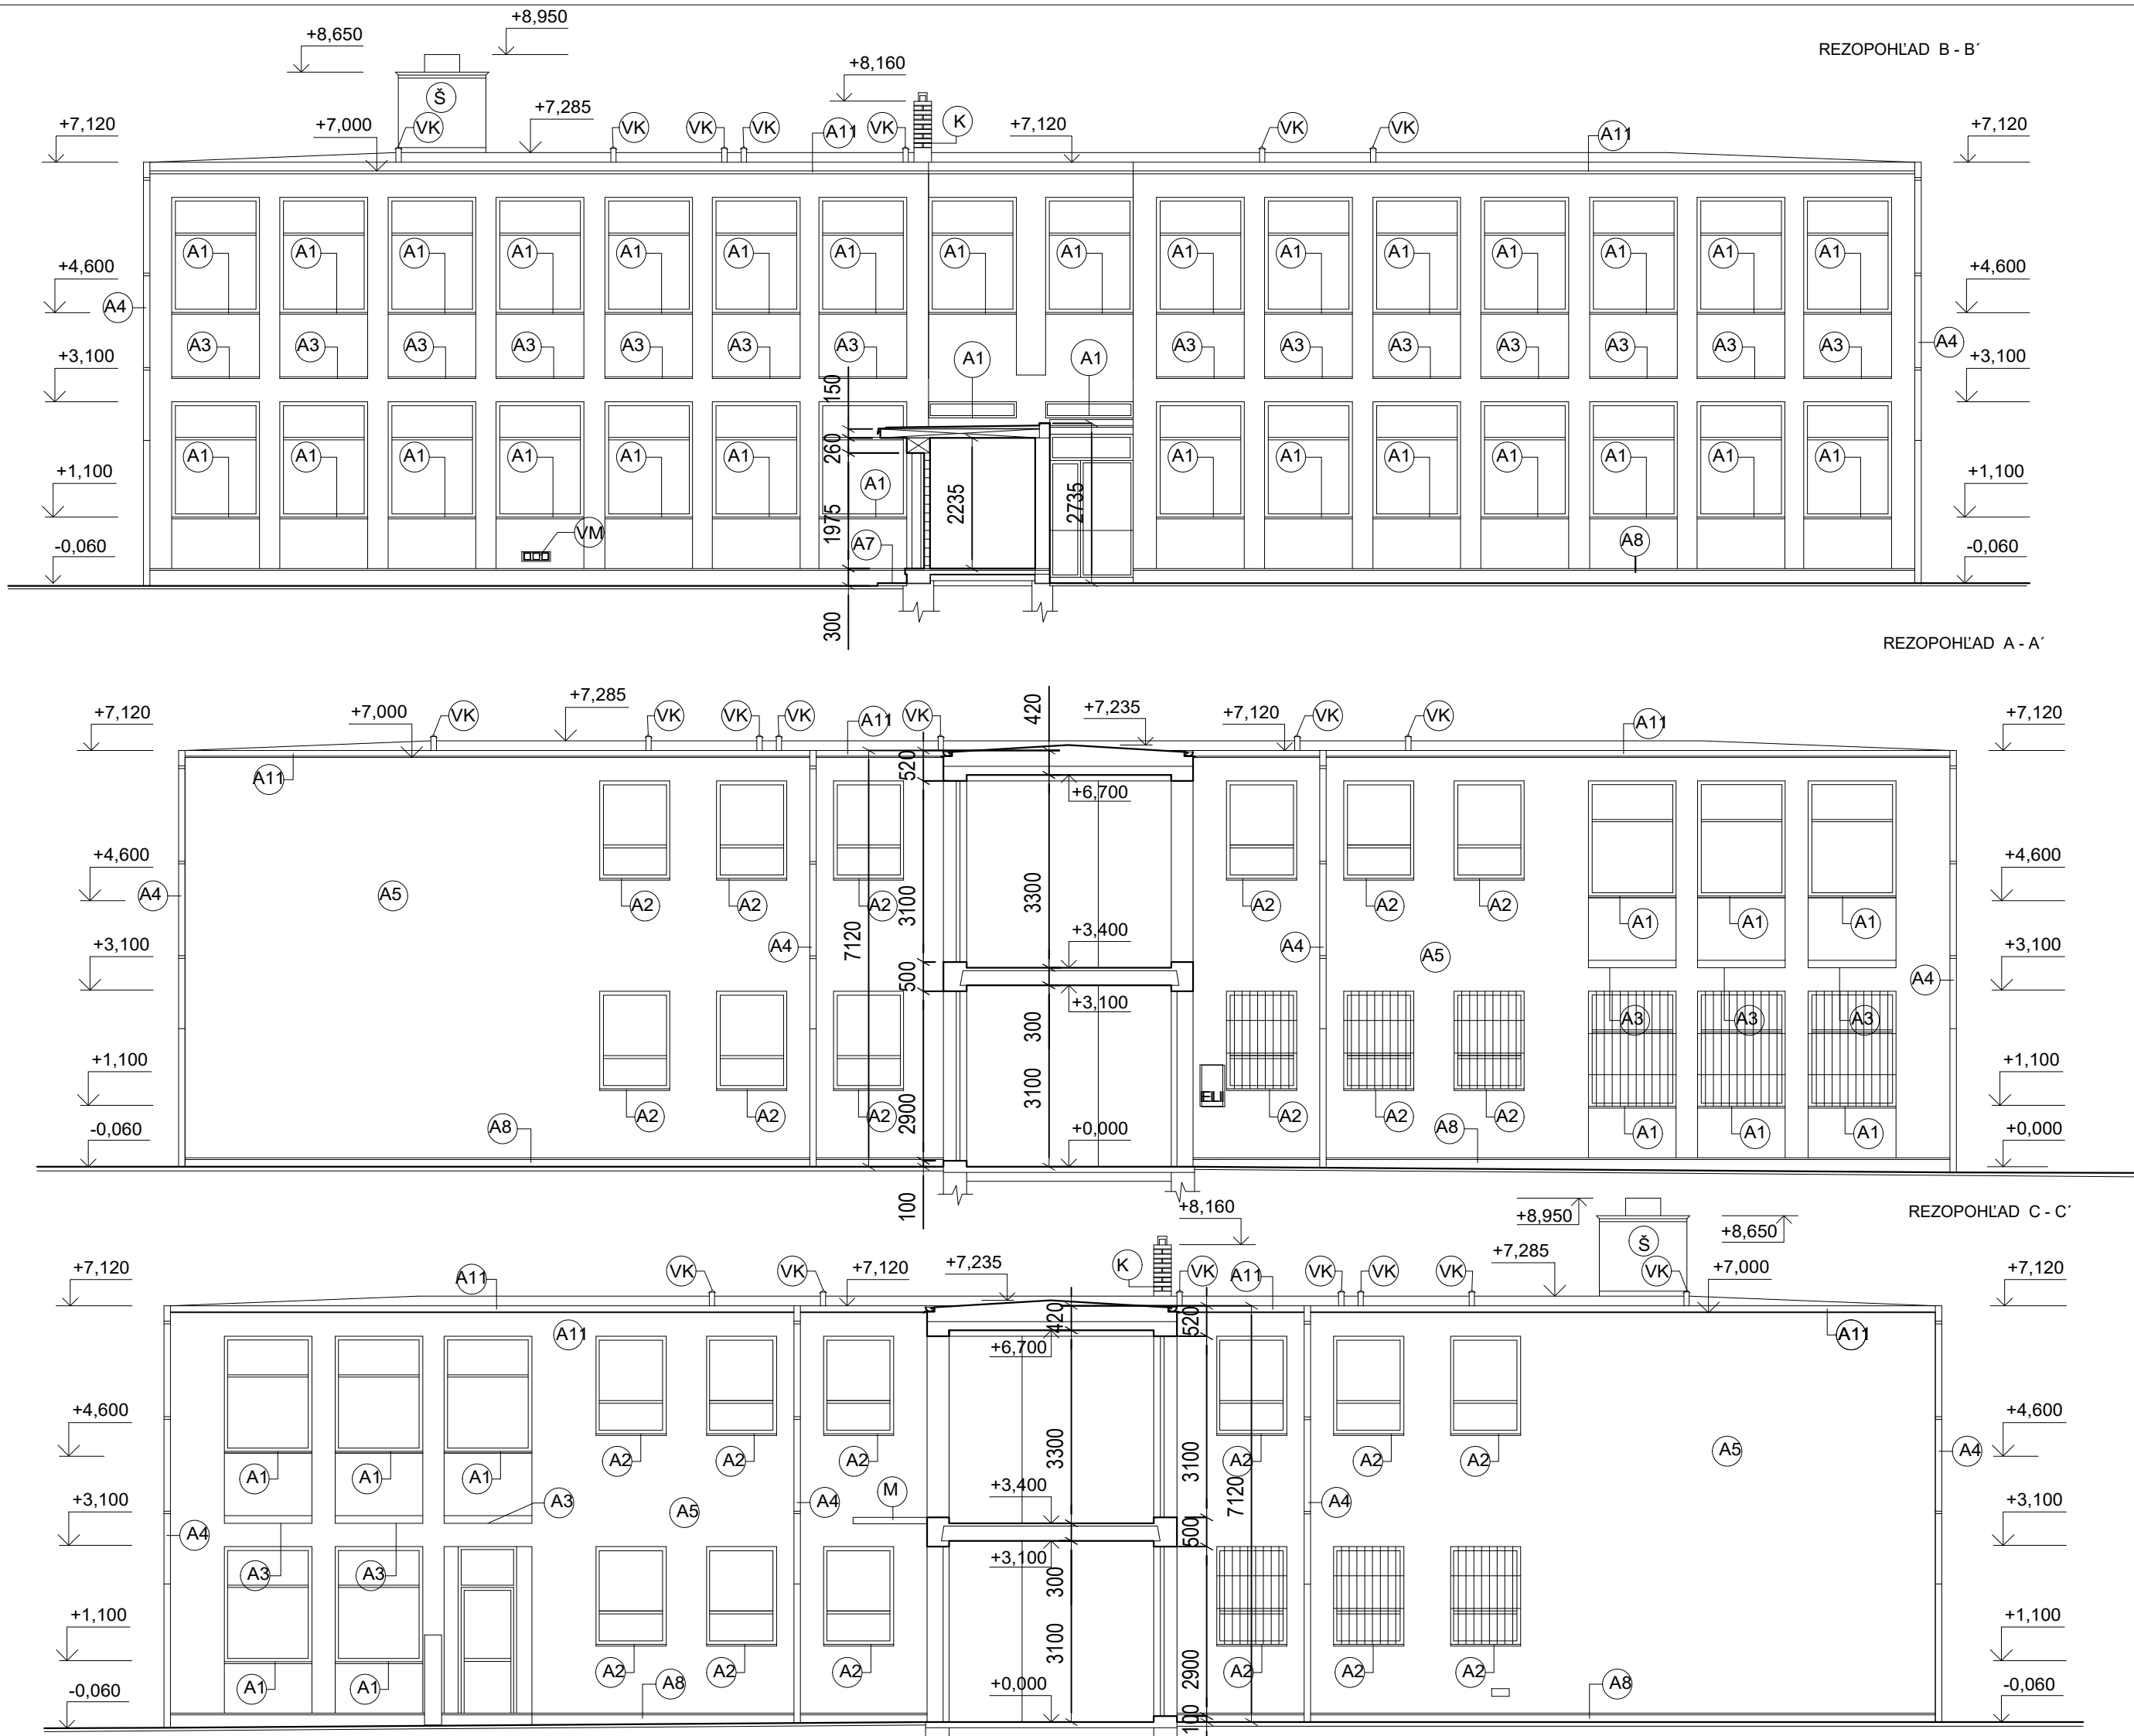 REZOPOHĽAD B - B´
+8,650 +8,950
+8,160
Š
+7,120 +7,000 VK +7,285 VK VK VK A11 VK K +7,120 VK VK A11 +7,120
A1 A1 A1 A1 A1 A1 A1 A1 A1 A1 A1 A1 A1 A1 A1 A1
+4,600 +4,600
A4
A3 A3 A3 A3 A3 A3 A3 A1 A1 A3 A3 A3 A3 A3 A3 A3 A4
+3,100 +3,100
150
260
A1 A1 A1 A1 A1 A1 A1 A1 A1 A1 A1 A1 A1
A1
+1,100 +1,100
1975 2235 2735
VM A7 A8
-0,060 -0,060
300
REZOPOHĽAD A - A´
+7,120 +7,000 VK +7,285 VK VK VK A11 VK 420 +7,235 +7,120 VK VK A11 +7,120
A11 520 +6,700
+4,600 +4,600
A4 A5 A2 A2 A2 3100 3300 A2 A2 A2 A1 A1 A1
+3,100 A4 7120 +3,400 A4 A5 +3,100
500 A4
+3,100
300 A3 A3 A3
+1,100 +1,100
ELI
3100
A2 A2 A2 2900 A2 A2 A2 A1 A1 A1
-0,060 A8 +0,000 A8 +0,000
100
+8,160 +8,950 +8,650
REZOPOHĽAD C - C´
Š
+7,120 A11 VK VK +7,120 +7,235 K VK A11 VK VK VK +7,285 VK +7,000 +7,120
A11 420 520 A11
+6,700
+4,600 +4,600
A1 A1 A1 A2 A2 A2 3300 3100 A2 A2 A2 A5 A4
+3,100 A3 A5 A4 M +3,400 7120 A4 +3,100
A4 500
+3,100
A3 A3 300
+1,100 +1,100
3100
A1 A1 A2 A2 A2 2900 A2 A2 A2
-0,060 A8 +0,000 A8 -0,060
100